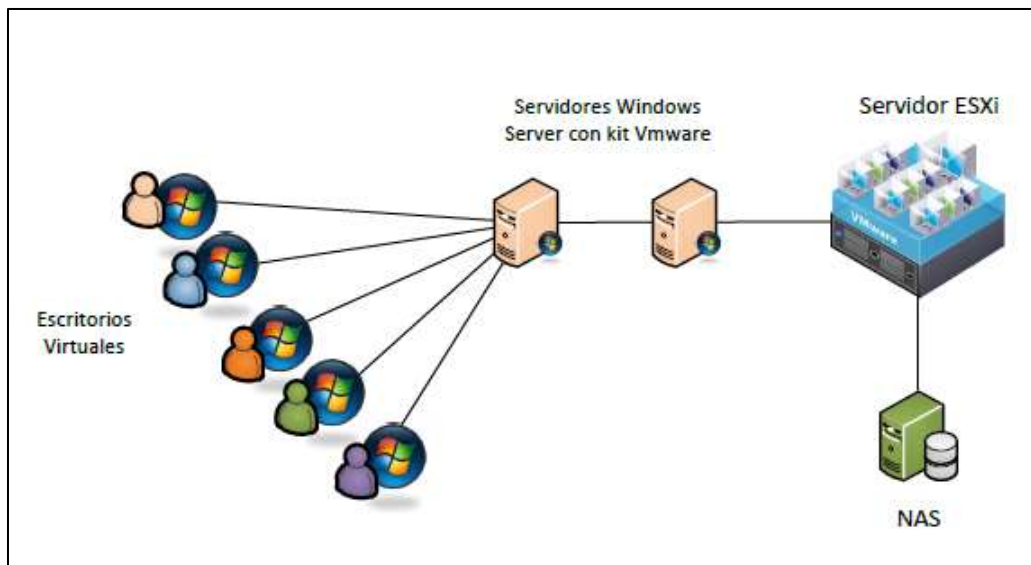 Servidores Windows
Server con kit Vmware
Servidor ESXi
VMware
Escritorios
Virtuales
NAS